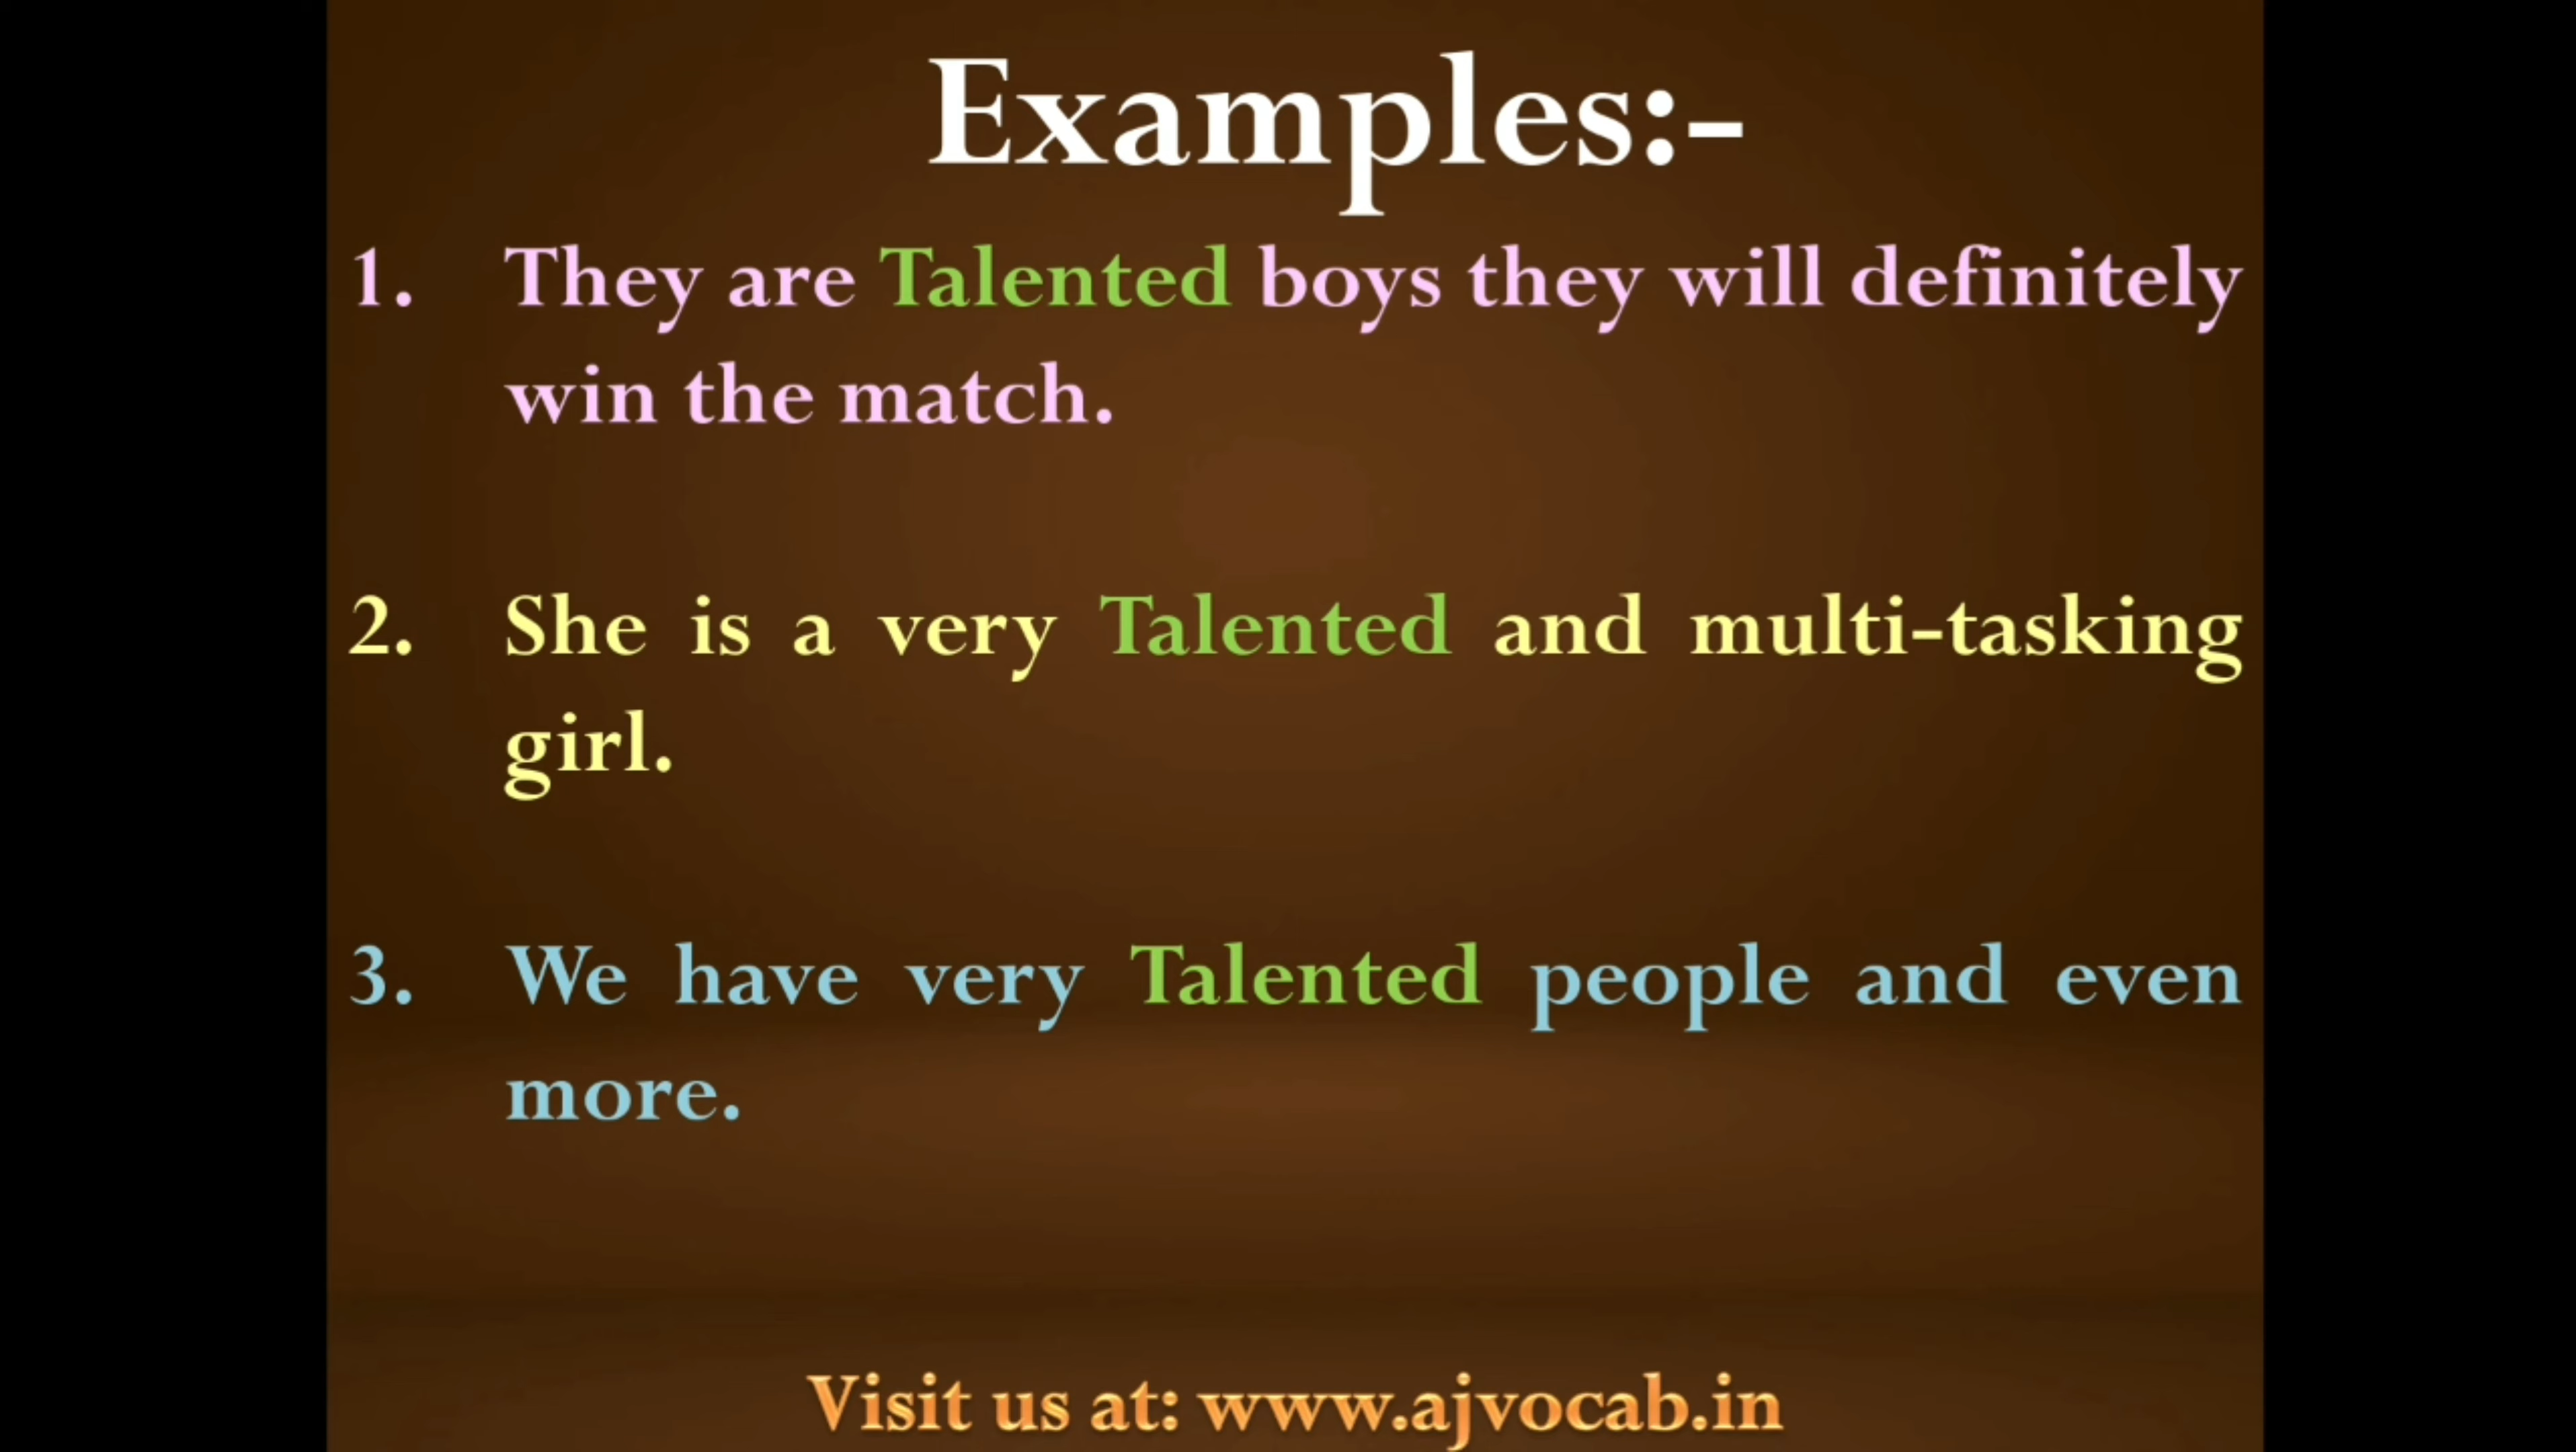 Examples:-
1. They are Talented boys they will definitely
win the match.
2. She is a very Talented and multi-tasking
girl.
3. We have very Talented people and even
more.
Visit us at: www.ajvocab.in